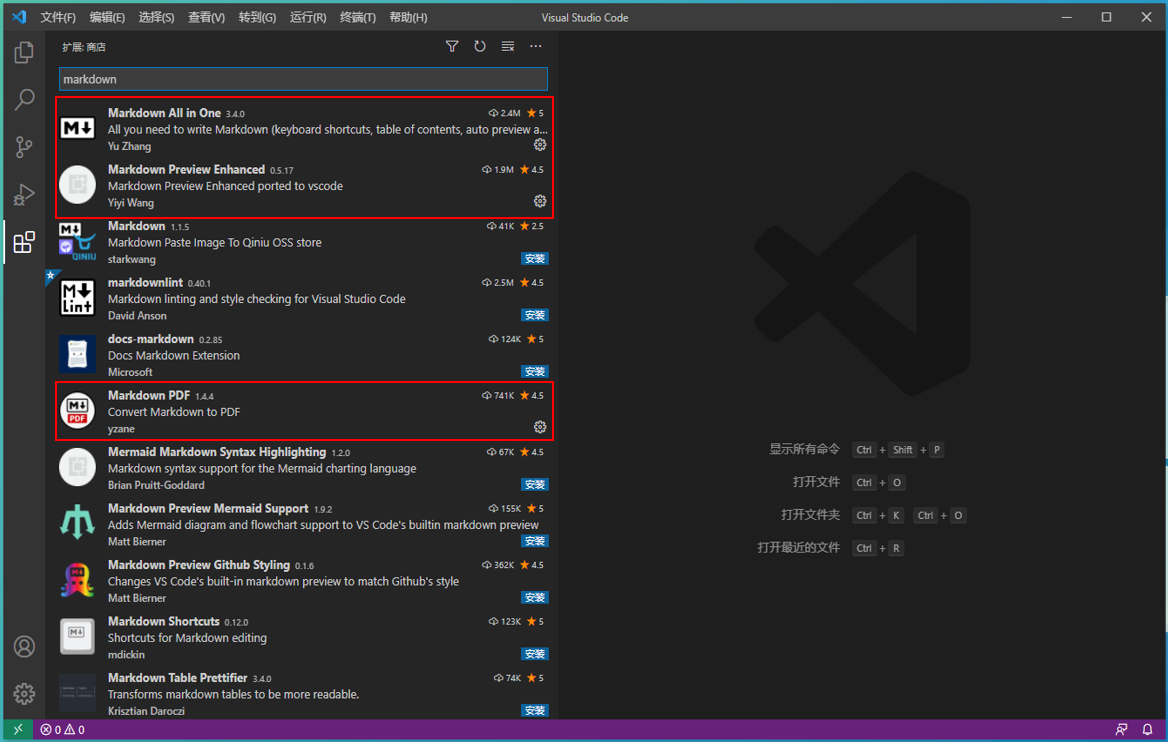 文件(F) 编辑(E) 选择(S) 查看(V) 转到(G) 运行(R) 终端(T) 帮助(H) Visual Studio Code
扩展: 商店
markdown
Markdown All in One 3.4.0 2.4M 5
All you need to write Markdown (keyboard shortcuts, table of contents, auto preview a...
Yu Zhang
Markdown Preview Enhanced 0.5.17 1.9M 4.5
Markdown Preview Enhanced ported to vscode
Yiyi Wang
Markdown 1.1.5 41K 2.5
Markdown Paste Image To Qiniu OSS store
starkwang 安装
QINIU
markdownlint 0.40.1 2.5M 4.5
Markdown linting and style checking for Visual Studio Code
David Anson 安装
Lint
docs-markdown 0.2.85 124K 5
Docs Markdown Extension
Microsoft 安装
Markdown PDF 1.4.4 741K 4.5
Convert Markdown to PDF
yzane
PDF
Mermaid Markdown Syntax Highlighting 1.2.0 67K 4.5
Markdown syntax support for the Mermaid charting language
Brian Pruitt-Goddard 安装
Markdown Preview Mermaid Support 1.9.2 155K 5
Adds Mermaid diagram and flowchart support to VS Code's builtin markdown preview
Matt Bierner 安装
Markdown Preview Github Styling 0.1.6 362K 4.5
Changes VS Code's built-in markdown preview to match Github's style
Matt Bierner 安装
Markdown Shortcuts 0.12.0 123K 5
Shortcuts for Markdown editing
mdickin 安装
Markdown Table Prettifier 3.4.0 74K 5
Transforms markdown tables to be more readable.
Krisztian Daroczi 安装
显示所有命令 Ctrl + Shift + P
打开文件 Ctrl + O
打开文件夹 Ctrl + K Ctrl + O
打开最近的文件 Ctrl + R
0 0